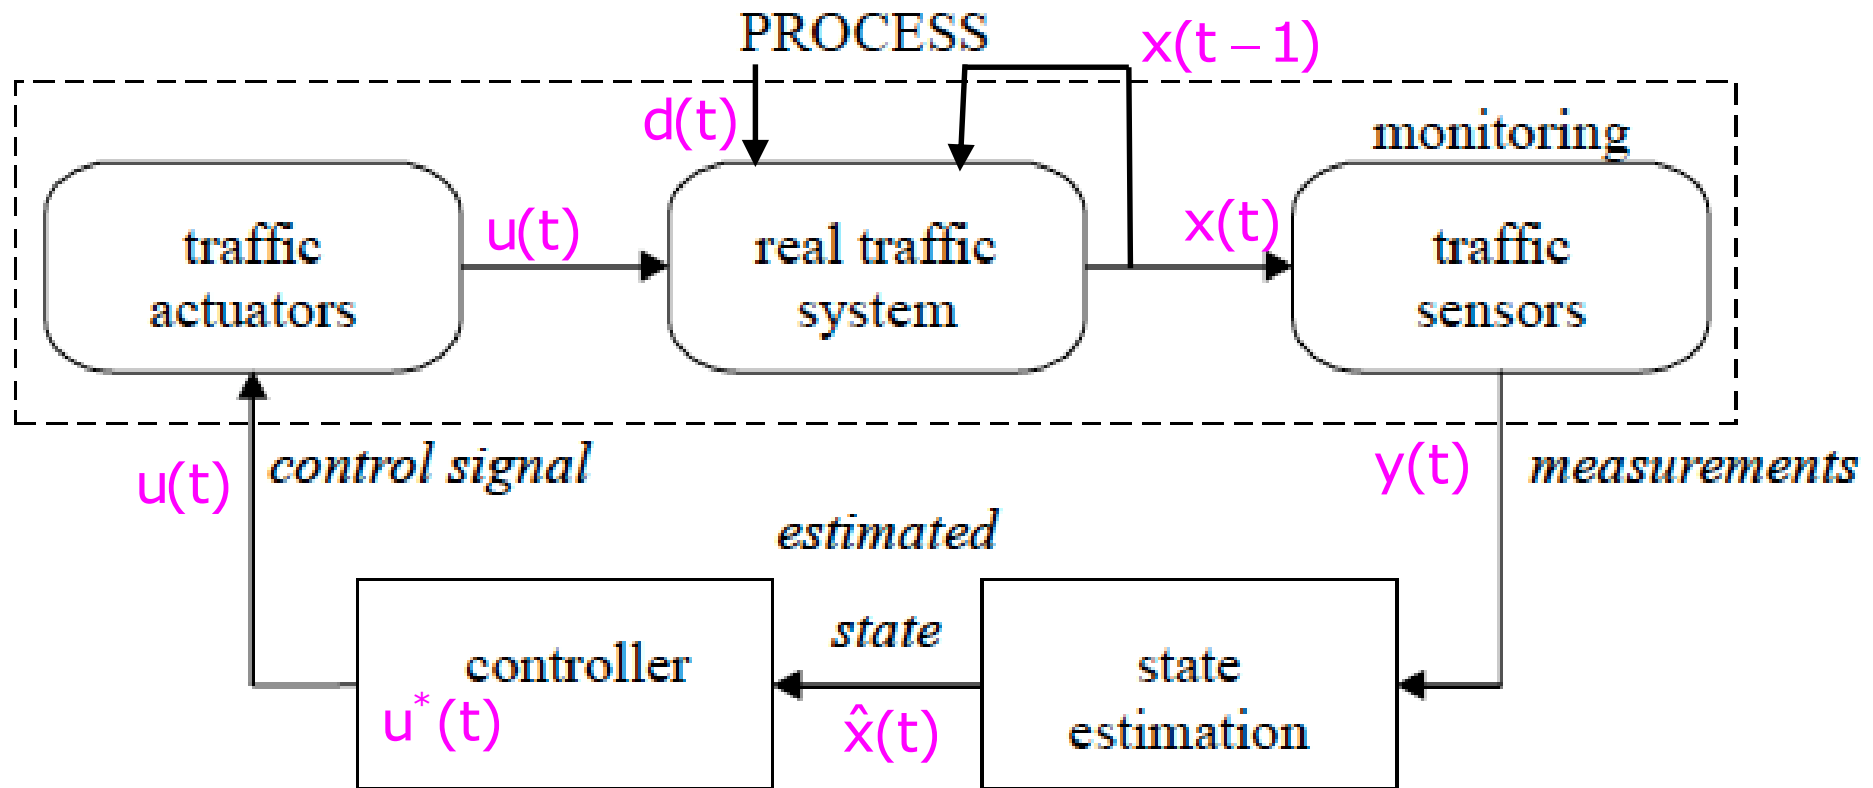 PROCESS
x(t − 1)
d(t)
monitoring
traffic
actuators
u(t)
real traffic
system
x(t)
traffic
sensors
u(t)
control signal
y(t)
measurements
estimated
state
controller
u*(t)
x̂(t)
state
estimation